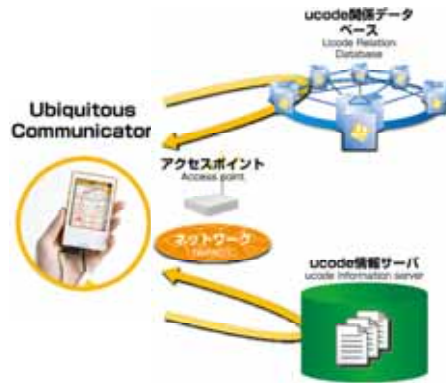 ucode関係データ
ベース
Ucode Relation
Database
Ubiquitous
Communicator
アクセスポイント
Access point
ネットワーク
ucode情報サーバ
ucode Information server